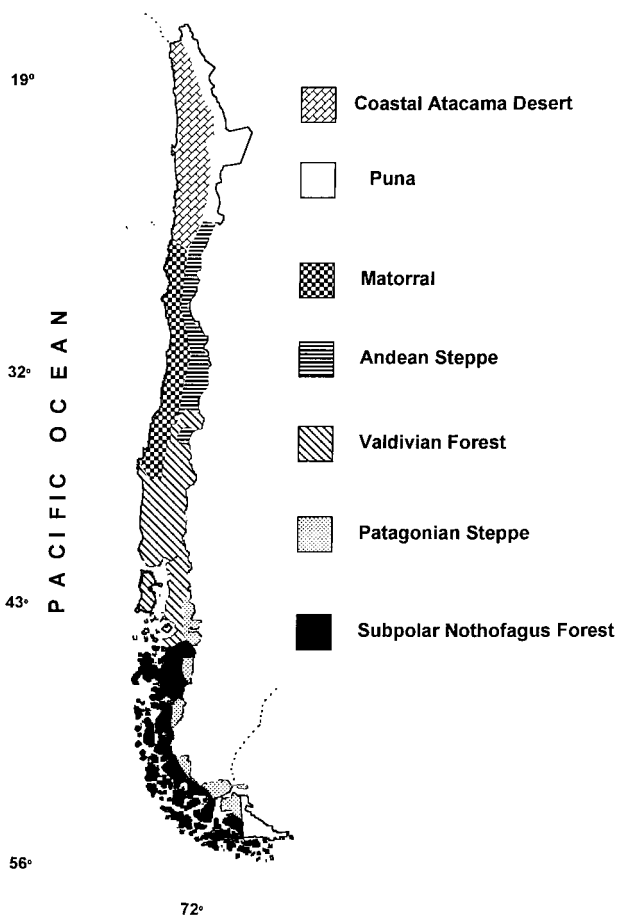 19º
32º
43º
56º
72º
PACIFIC OCEAN
Coastal Atacama Desert
Puna
Matorral
Andean Steppe
Valdivian Forest
Patagonian Steppe
Subpolar Nothofagus Forest